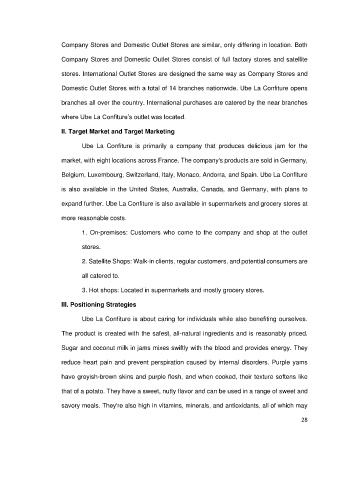 Company Stores and Domestic Outlet Stores are similar, only differing in location. Both
Company Stores and Domestic Outlet Stores consist of full factory stores and satellite
stores. International Outlet Stores are designed the same way as Company Stores and
Domestic Outlet Stores with a total of 14 branches nationwide. Ube La Confiture opens
branches all over the country. International purchases are catered by the near branches
where Ube La Confiture's outlet was located.
II. Target Market and Target Marketing
Ube La Confiture is primarily a company that produces delicious jam for the
market, with eight locations across France. The company's products are sold in Germany,
Belgium, Luxembourg, Switzerland, Italy, Monaco, Andorra, and Spain. Ube La Confiture
is also available in the United States, Australia, Canada, and Germany, with plans to
expand further. Ube La Confiture is also available in supermarkets and grocery stores at
more reasonable costs.
1. On-premises: Customers who come to the company and shop at the outlet
stores.
2. Satellite Shops: Walk-in clients, regular customers, and potential consumers are
all catered to.
3. Hot shops: Located in supermarkets and mostly grocery stores.
III. Positioning Strategies
Ube La Confiture is about caring for individuals while also benefiting ourselves.
The product is created with the safest, all-natural ingredients and is reasonably priced.
Sugar and coconut milk in jams mixes swiftly with the blood and provides energy. They
reduce heart pain and prevent perspiration caused by internal disorders. Purple yams
have greyish-brown skins and purple flesh, and when cooked, their texture softens like
that of a potato. They have a sweet, nutty flavor and can be used in a range of sweet and
savory meals. They're also high in vitamins, minerals, and antioxidants, all of which may
28